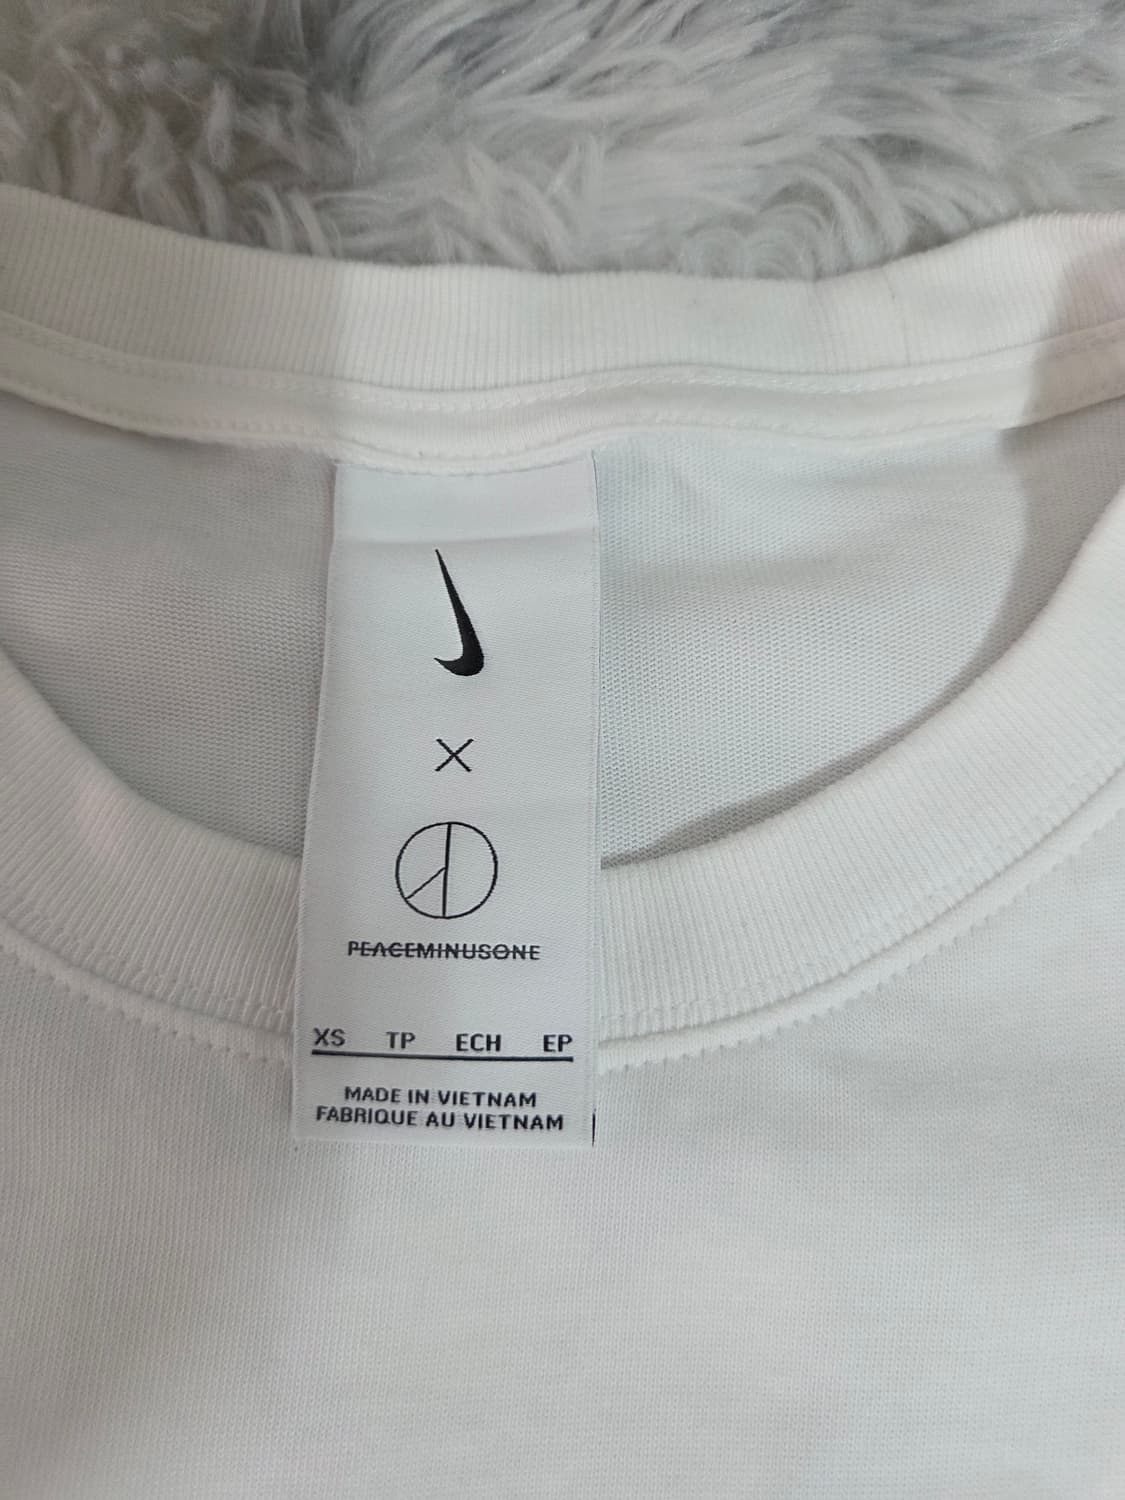 X
PEACEMINUSONE
XS TP ECH EP
MADE IN VIETNAM
FABRIQUE AU VIETNAM